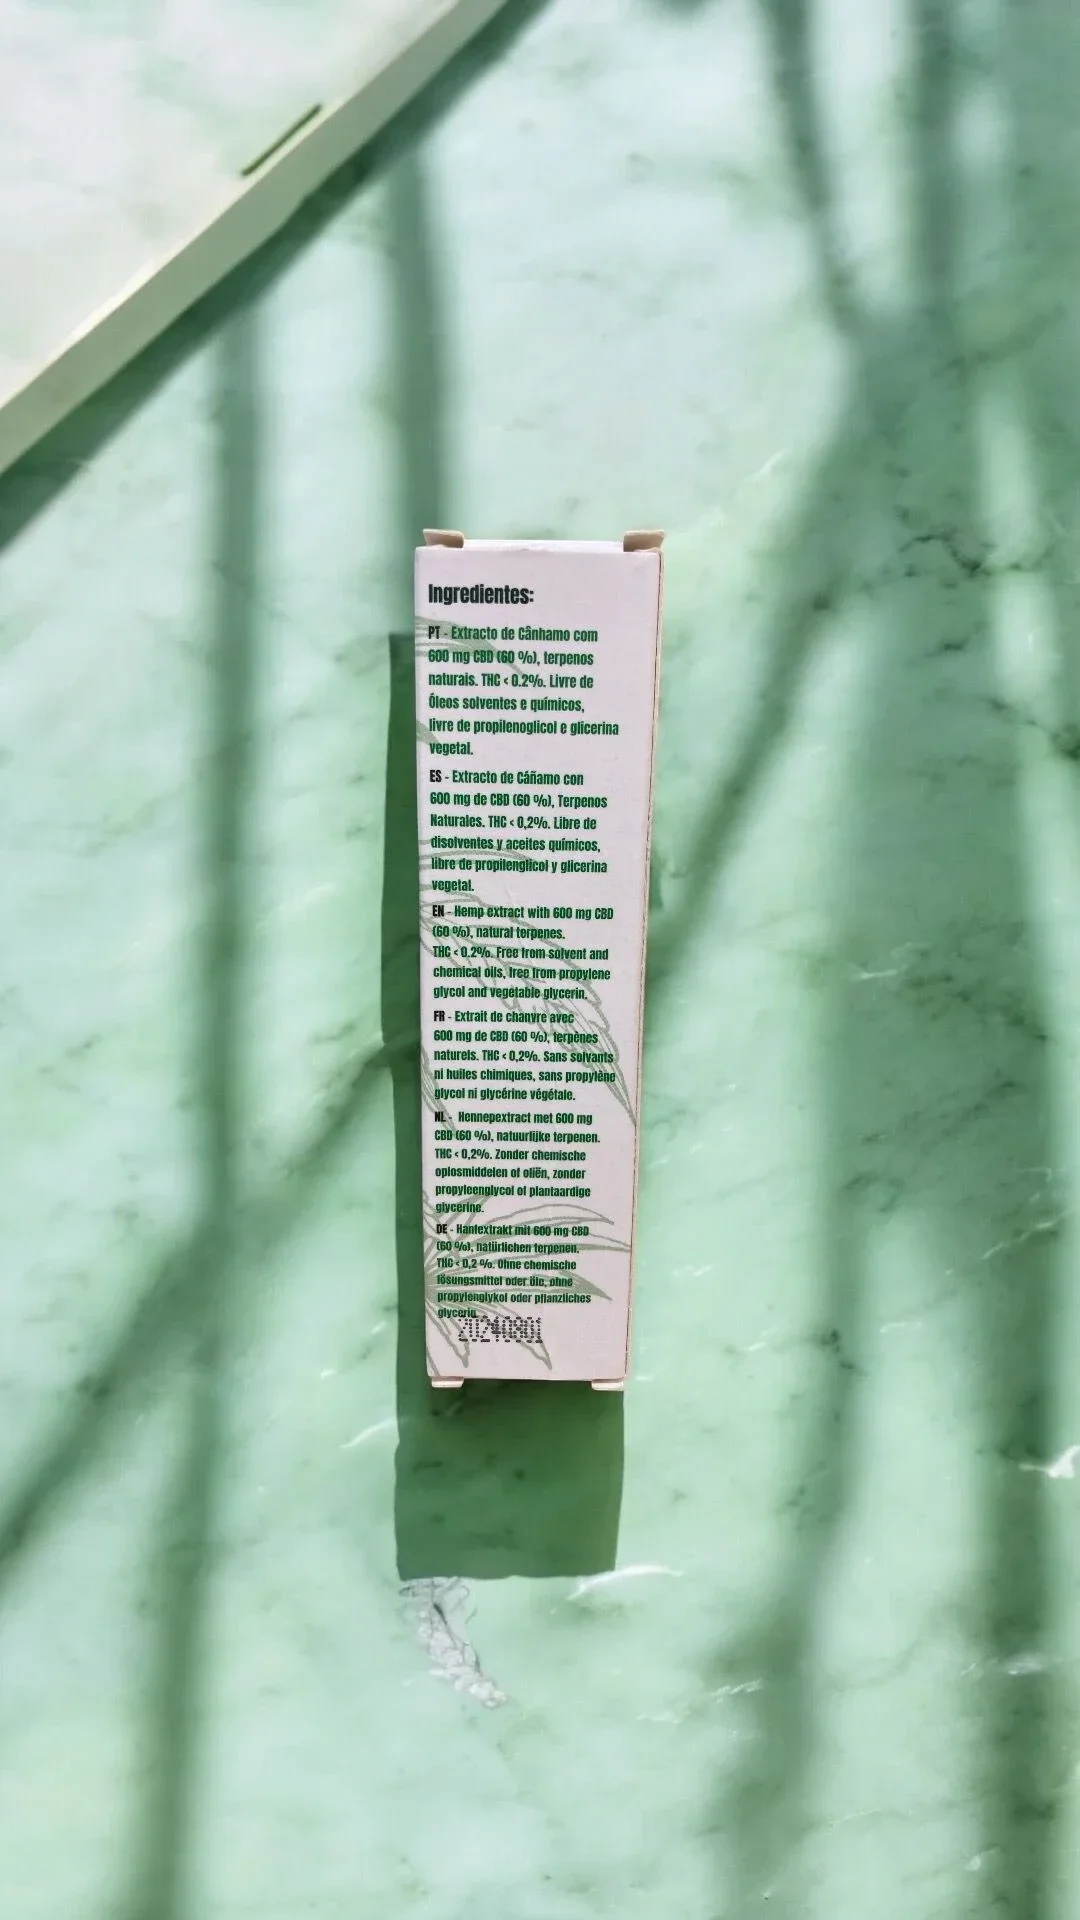 Ingredientes:
PT - Extracto de Cânhamo com
600 mg CBD (60 %), terpenos
naturais. THC < 0.2%. Livre de
Óleos solventes e químicos,
livre de propilenoglicol e glicerina
vegetal.
ES - Extracto de Cáñamo con
600 mg de CBD (60 %), Terpenos
Naturales. THC < 0,2%. Libre de
disolventes y aceites químicos,
libre de propilenglicol y glicerina
vegetal.
EN - Hemp extract with 600 mg CBD
(60 %), natural terpenes.
THC < 0.2%. Free from solvent and
chemical oils, free from propylene
glycol and vegetable glycerin.
FR - Extrait de chanvre avec
600 mg de CBD (60 %), terpènes
naturels. THC < 0,2%. Sans solvants
ni huiles chimiques, sans propylène
glycol ni glycérine végétale.
NL - Hennepextract met 600 mg
CBD (60 %), natuurlijke terpenen.
THC < 0,2%. Zonder chemische
oplosmiddelen of oliën, zonder
propyleenglycol of plantaardige
glycerine.
DE - Hanfextrakt mit 600 mg CBD
(60 %), natürlichen terpenen.
THC < 0,2 %. Ohne chemische
lösungsmittel oder öle, ohne
propylenglykol oder pflanzliches
glycerin.
20240801